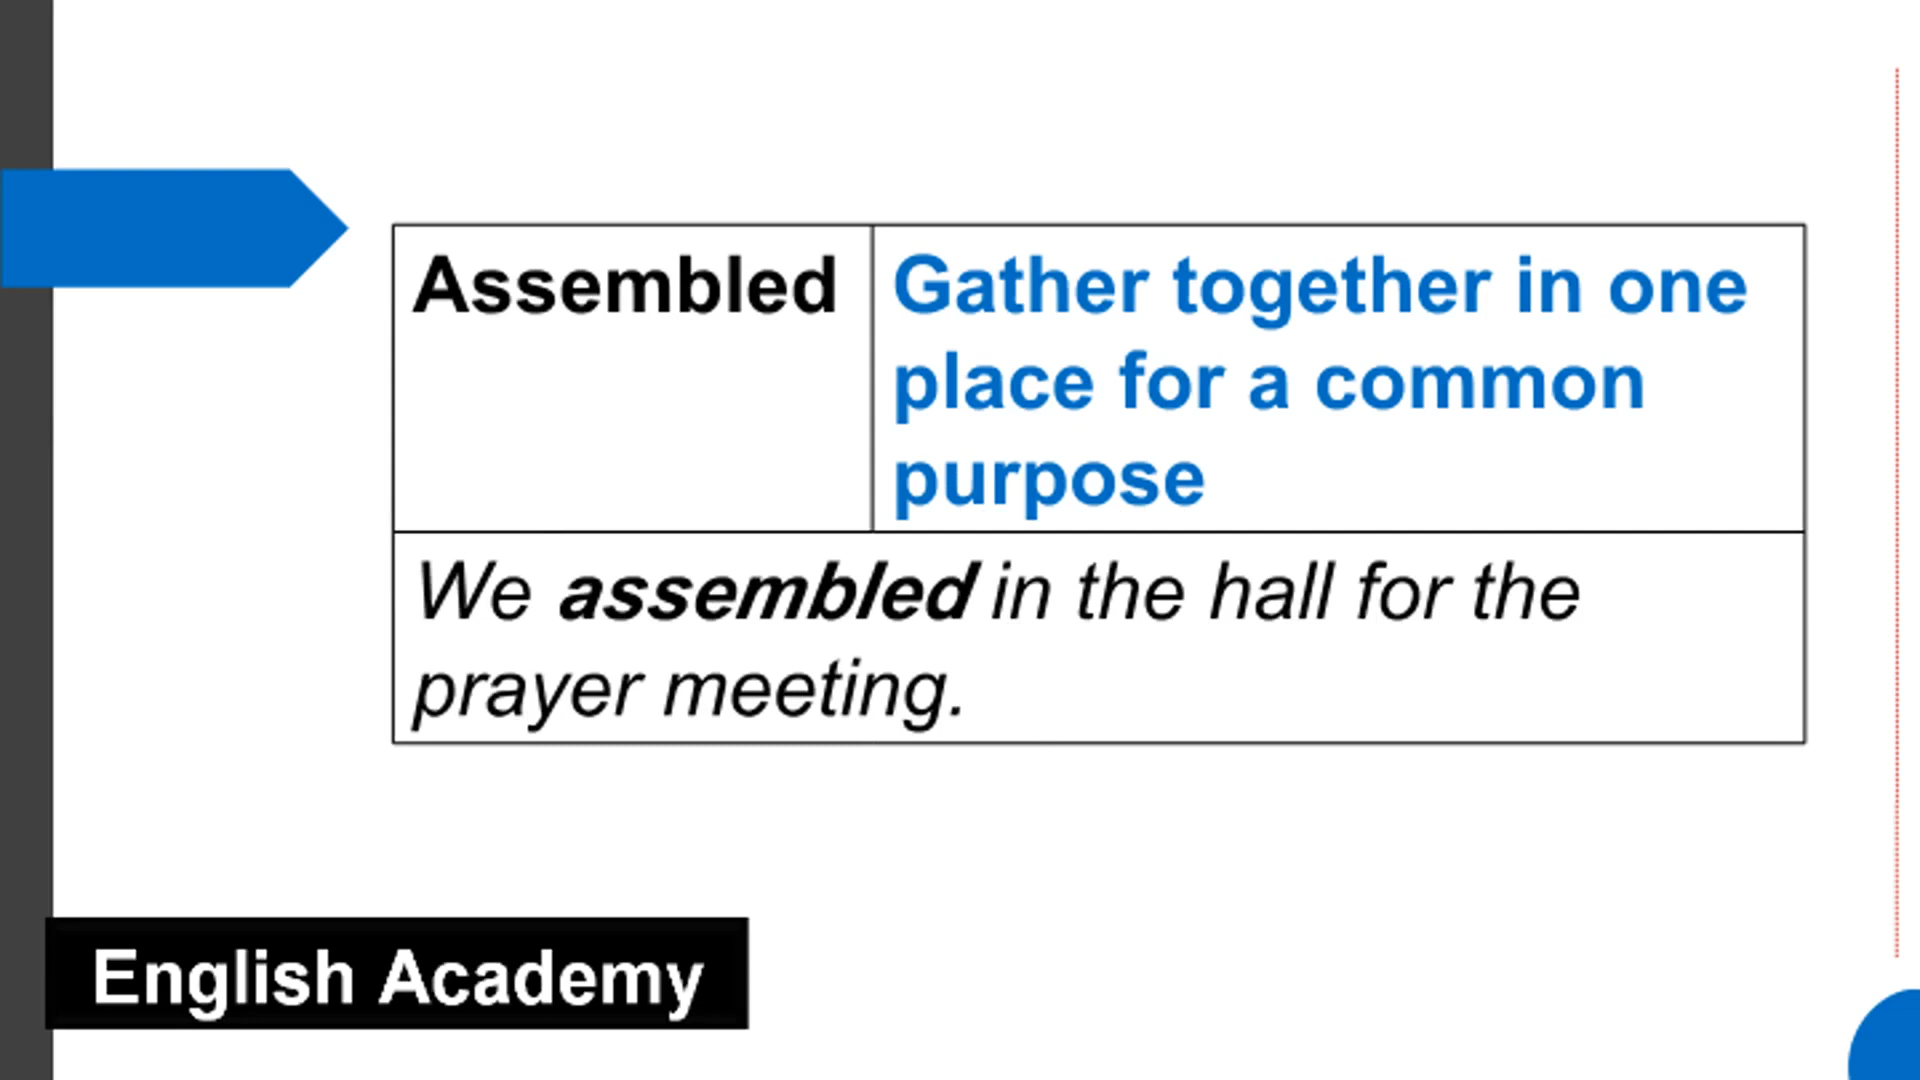 Assembled
Gather together in one
place for a common
purpose
We assembled in the hall for the
prayer meeting.
English Academy